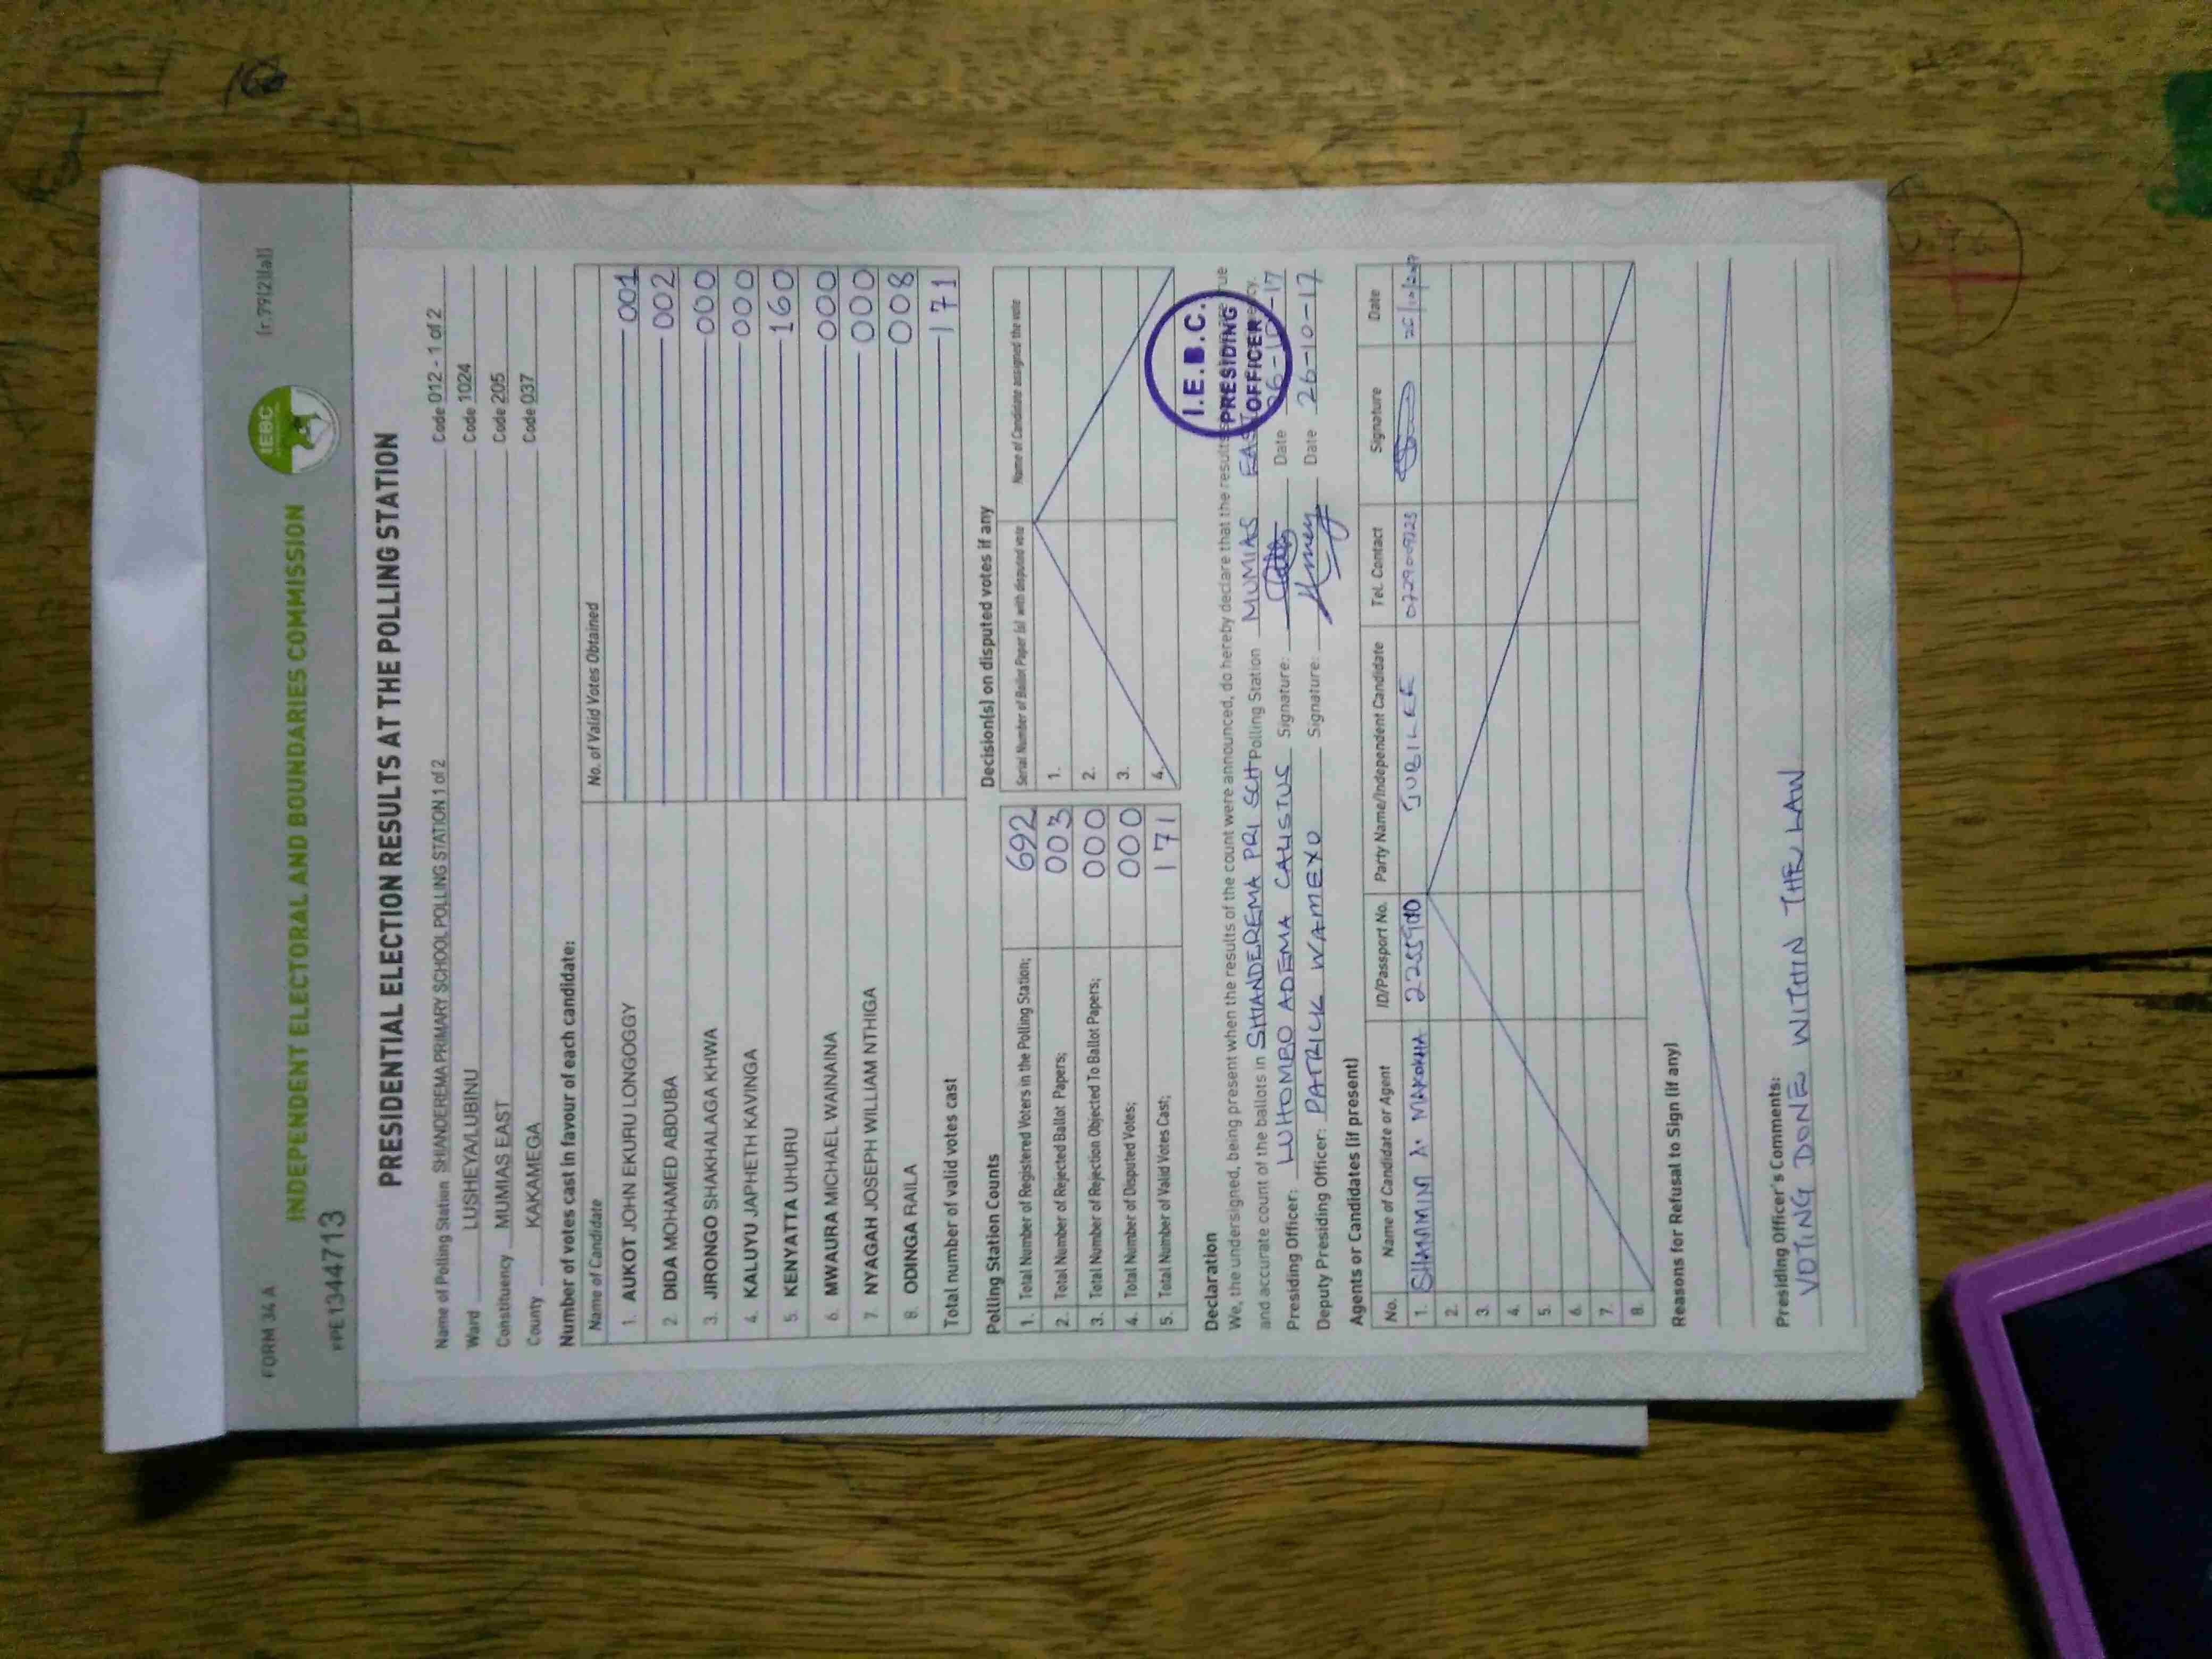 FORM 34 A
[r.79(2)(a)]
IEBC
INDEPENDENT ELECTORAL AND BOUNDARIES COMMISSION
PPE1344713
PRESIDENTIAL ELECTION RESULTS AT THE POLLING STATION
Name of Polling Station SHIANDEREMA PRIMARY SCHOOL POLLING STATION 1 of 2 Code 012 - 1 of 2
Ward LUSHEYA/LUBINU Code 1024
Constituency MUMIAS EAST Code 205
County KAKAMEGA Code 037
Number of votes cast in favour of each candidate:
Name of Candidate No. of Valid Votes Obtained
1. AUKOT JOHN EKURU LONGOGGY 001
2. DIDA MOHAMED ABDUBA 002
3. JIRONGO SHAKHALAGA KHWA 000
4. KALUYU JAPHETH KAVINGA 000
5. KENYATTA UHURU 160
6. MWAURA MICHAEL WAINAINA 000
7. NYAGAH JOSEPH WILLIAM NTHIGA 000
8. ODINGA RAILA 008
Total number of valid votes cast 171
Polling Station Counts
1. Total Number of Registered Voters in the Polling Station; 692
2. Total Number of Rejected Ballot Papers; 003
3. Total Number of Rejection Objected To Ballot Papers; 000
4. Total Number of Disputed Votes; 000
5. Total Number of Valid Votes Cast; 171
Decision(s) on disputed votes if any
Serial Number of Ballot Paper (s) with disputed vote Name of Candidate assigned the vote
1.
2.
3.
4.
Declaration
We, the undersigned, being present when the results of the count were announced, do hereby declare that the results true
and accurate count of the ballots in SHIANDEREMA PRI SCH Polling Station MUMIAS EAST
I.E.B.C.
PRESIDING
OFFICER
Presiding Officer: LUHOMBO ADEMA CALISTUS Signature: Date 26-10-17
Deputy Presiding Officer: PATRICK WAMEXO Signature: Date 26-10-17
Agents or Candidates (if present)
No. Name of Candidate or Agent ID/Passport No. Party Name/Independent Candidate Tel. Contact Signature Date
1. SHAMMIM A. MAKOKHA JUBILEE
2.
3.
4.
5.
6.
7.
8.
Reasons for Refusal to Sign (if any)
Presiding Officer's Comments:
VOTING DONE WITHIN THE LAW